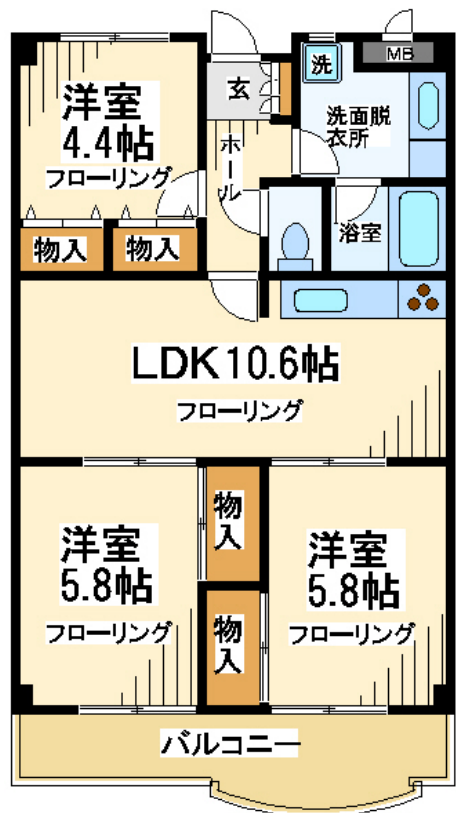 洗
MB
玄
洋室
4.4帖
フローリング
洗面脱
衣所
ホール
浴室
物入
物入
LDK10.6帖
フローリング
洋室
5.8帖
フローリング
物入
物入
洋室
5.8帖
フローリング
バルコニー